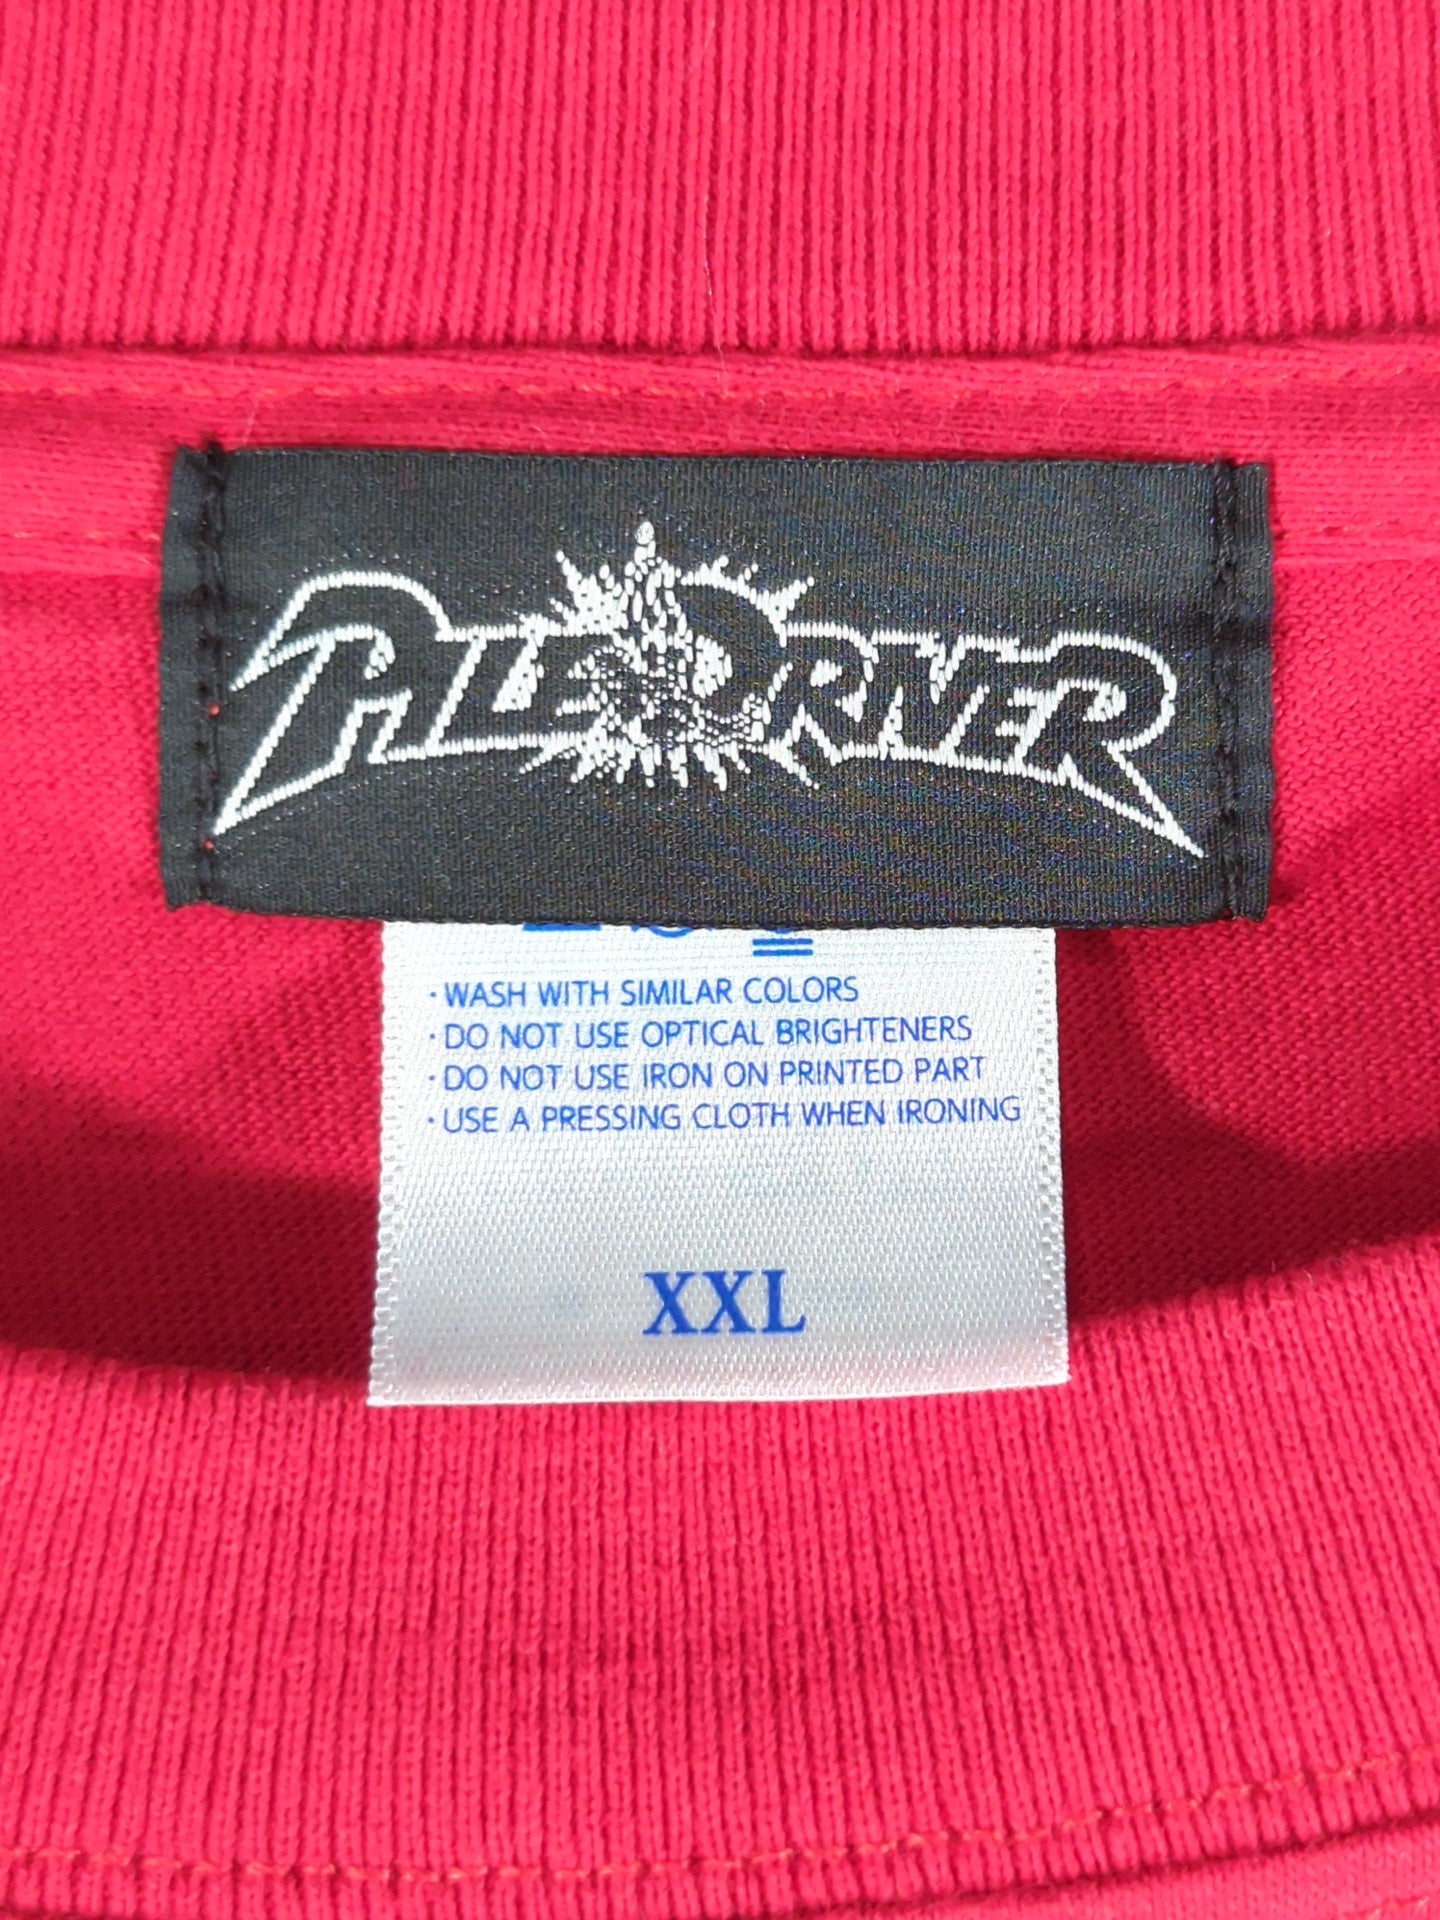 PILEDRIVER
· WASH WITH SIMILAR COLORS
· DO NOT USE OPTICAL BRIGHTENERS
· DO NOT USE IRON ON PRINTED PART
· USE A PRESSING CLOTH WHEN IRONING
XXL